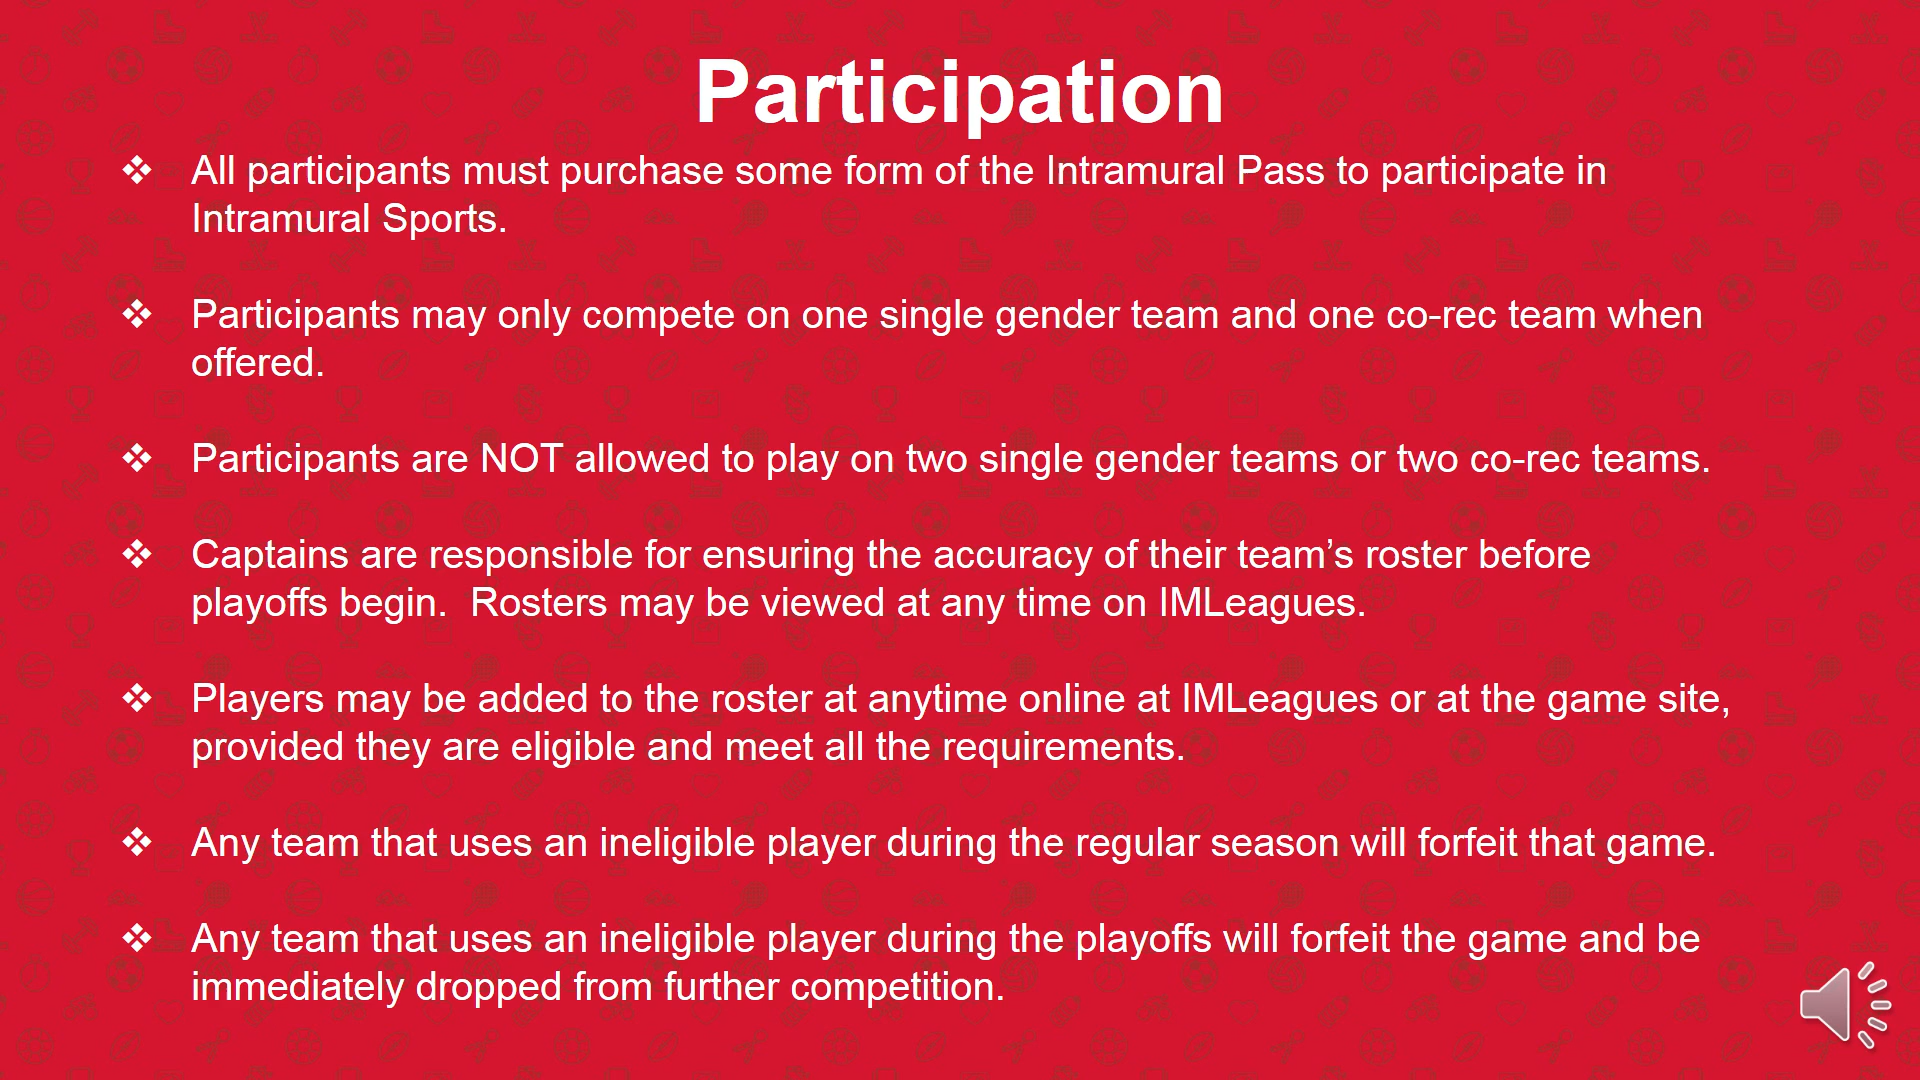 Participation
❖ All participants must purchase some form of the Intramural Pass to participate in
Intramural Sports.
❖ Participants may only compete on one single gender team and one co-rec team when
offered.
❖ Participants are NOT allowed to play on two single gender teams or two co-rec teams.
❖ Captains are responsible for ensuring the accuracy of their team’s roster before
playoffs begin.  Rosters may be viewed at any time on IMLeagues.
❖ Players may be added to the roster at anytime online at IMLeagues or at the game site,
provided they are eligible and meet all the requirements.
❖ Any team that uses an ineligible player during the regular season will forfeit that game.
❖ Any team that uses an ineligible player during the playoffs will forfeit the game and be
immediately dropped from further competition.